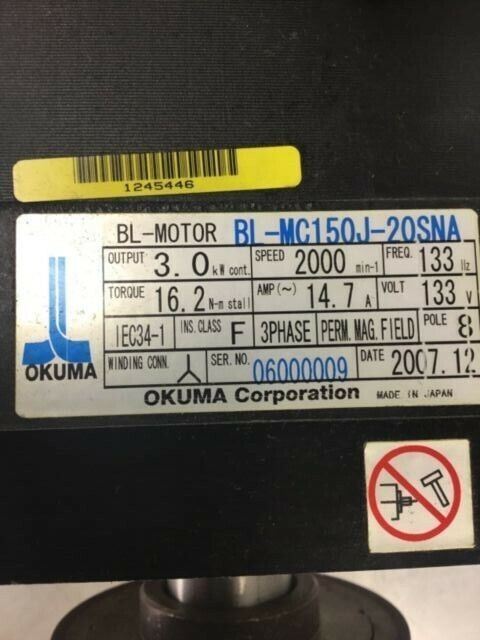 1245446
BL-MOTOR BL-MC150J-20SNA
OUTPUT 3.0 kW cont. SPEED 2000 min-1 FREQ. 133 Hz
TORQUE 16.2 N-m stall AMP(~) 14.7 A VOLT 133 V
IEC34-1 INS.CLASS F 3PHASE PERM.MAG.FIELD POLE 8
OKUMA WINDING CONN. SER.NO. 06000009 DATE 2007.12
OKUMA Corporation MADE IN JAPAN